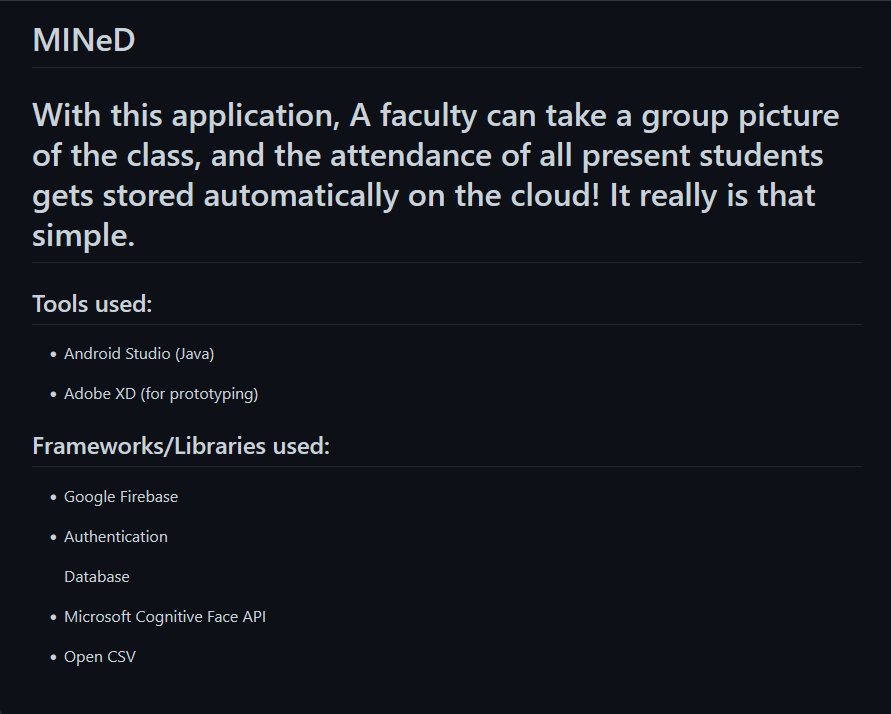 MINeD
With this application, A faculty can take a group picture
of the class, and the attendance of all present students
gets stored automatically on the cloud! It really is that
simple.
Tools used:
• Android Studio (Java)
• Adobe XD (for prototyping)
Frameworks/Libraries used:
• Google Firebase
• Authentication
Database
• Microsoft Cognitive Face API
• Open CSV